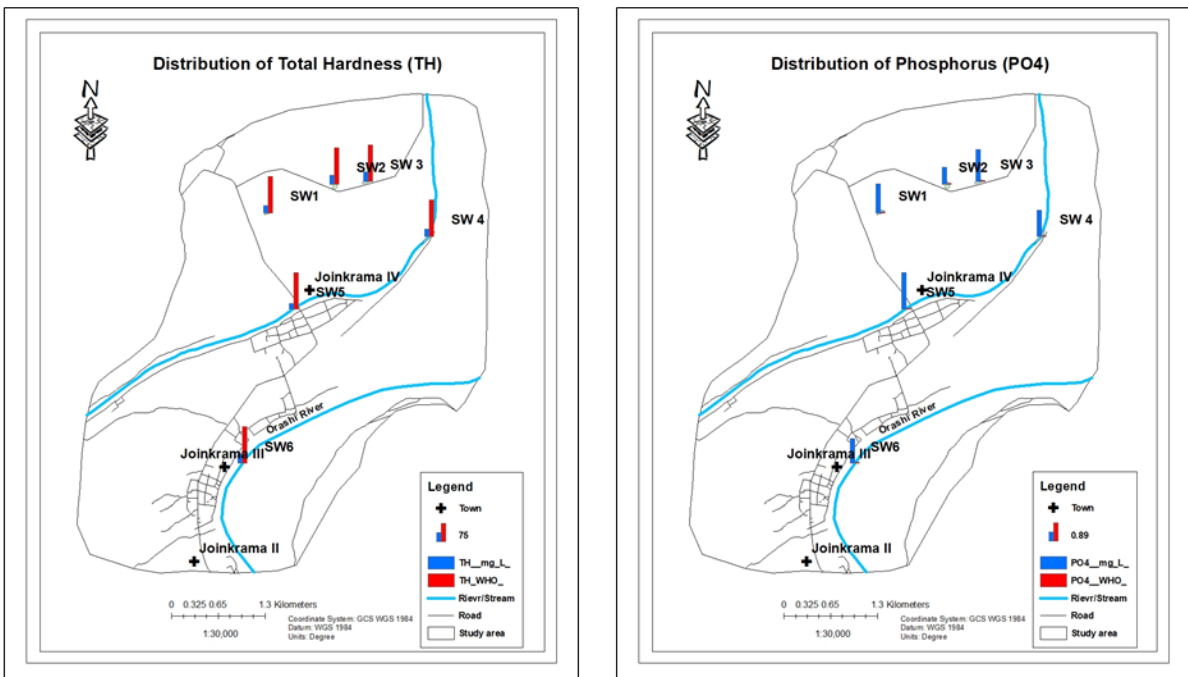 Distribution of Total Hardness (TH)
N
SW2
SW 3
SW1
SW 4
Joinkrama IV
SW5
Orashi River
SW6
Joinkrama III
Joinkrama II
Legend
Town
75
TH__mg_L_
TH_WHO_
Rievr/Stream
Road
Study area
0 0.325 0.65 1.3 Kilometers
1:30,000
Coordinate System: GCS WGS 1984
Datum: WGS 1984
Units: Degree
Distribution of Phosphorus (PO4)
N
SW2
SW 3
SW1
SW 4
Joinkrama IV
SW5
Orashi River
SW6
Joinkrama III
Joinkrama II
Legend
Town
0.89
PO4__mg_L_
PO4__WHO_
Rievr/Stream
Road
Study area
0 0.325 0.65 1.3 Kilometers
1:30,000
Coordinate System: GCS WGS 1984
Datum: WGS 1984
Units: Degree